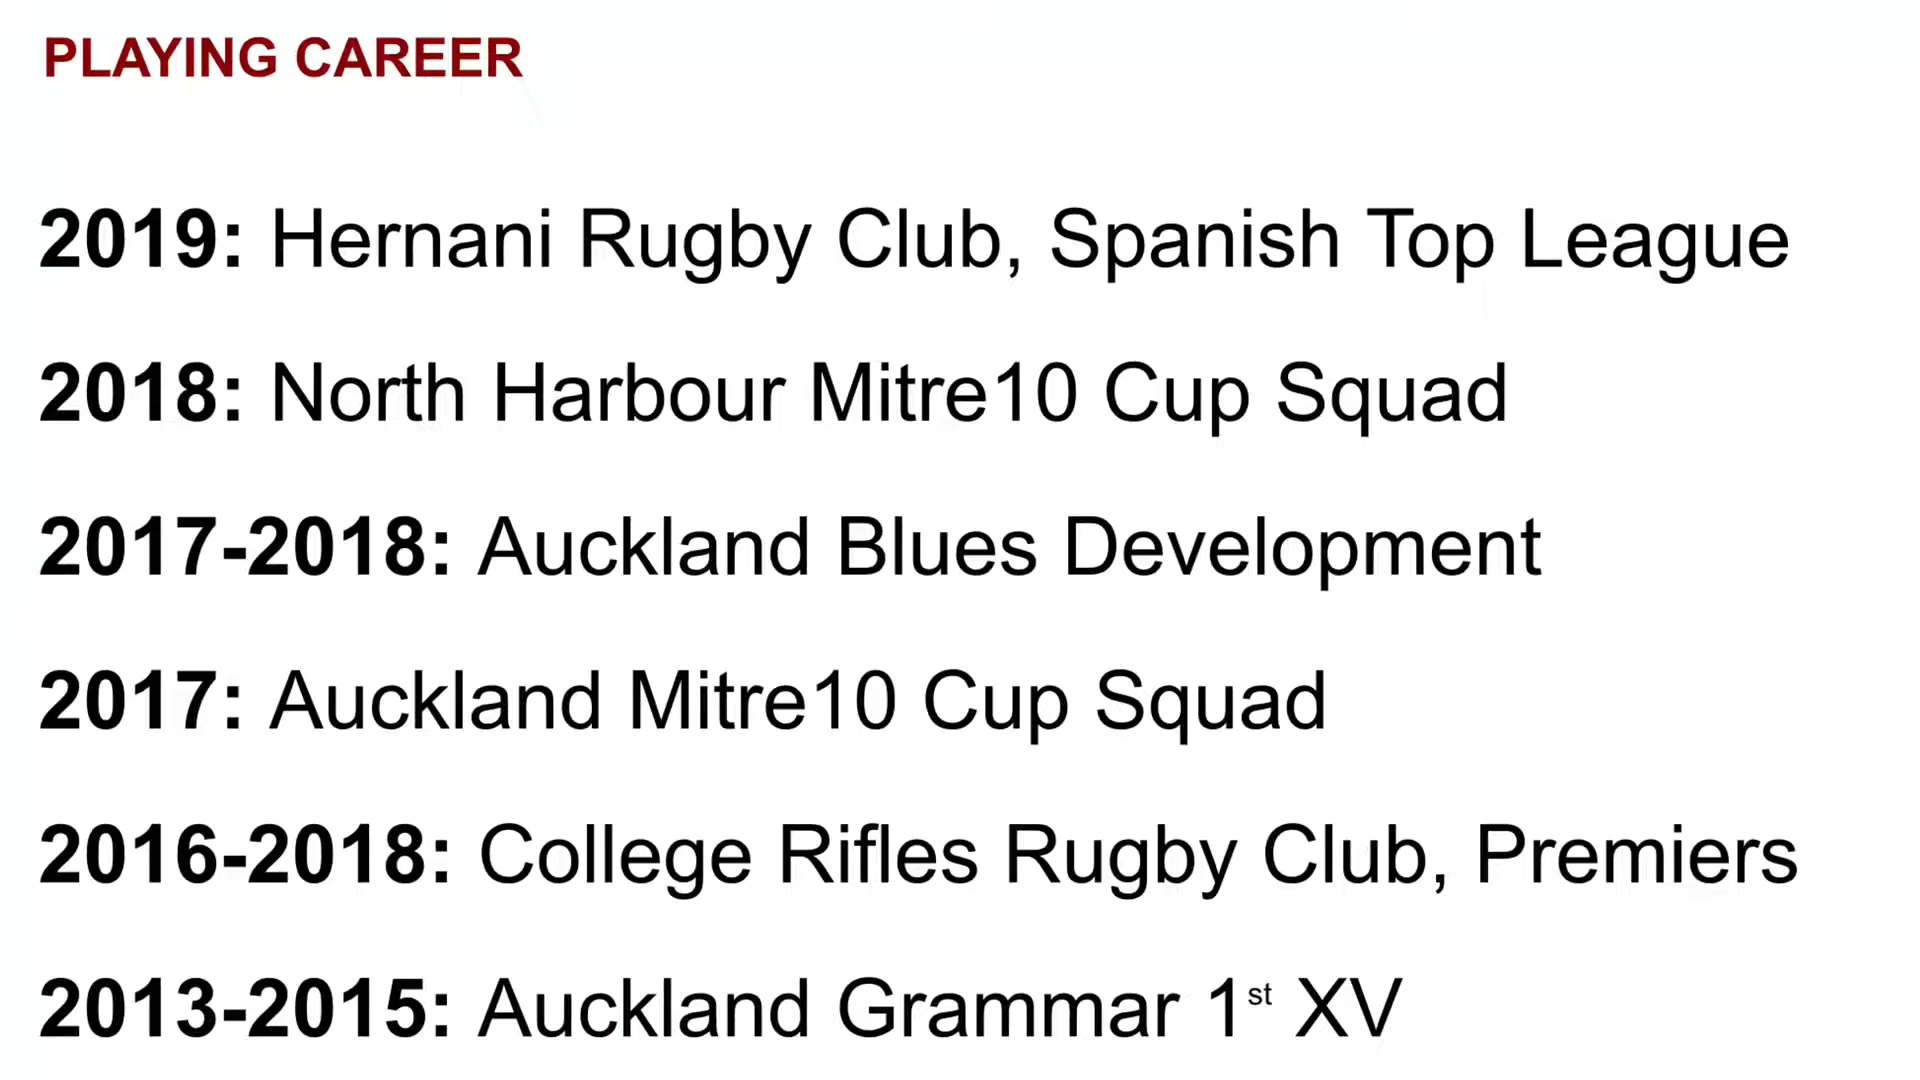 PLAYING CAREER
2019: Hernani Rugby Club, Spanish Top League
2018: North Harbour Mitre10 Cup Squad
2017-2018: Auckland Blues Development
2017: Auckland Mitre10 Cup Squad
2016-2018: College Rifles Rugby Club, Premiers
2013-2015: Auckland Grammar 1st XV